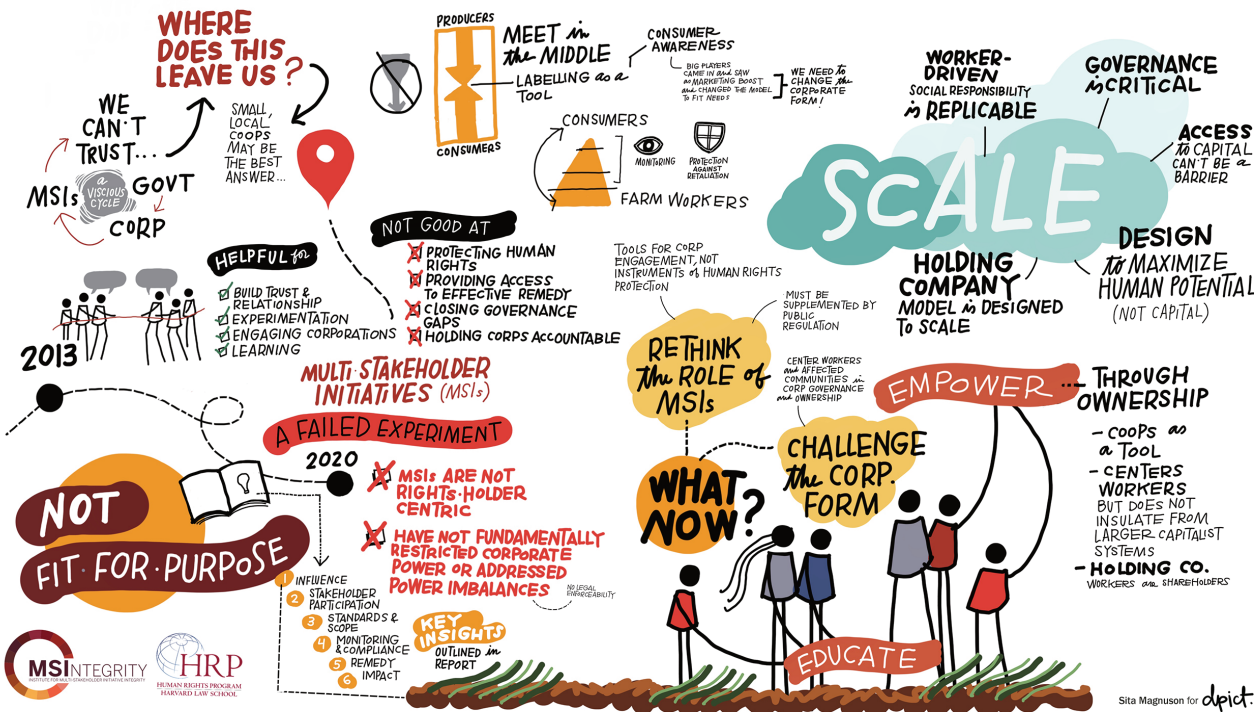 WHERE
DOES THIS
LEAVE US?
WE
CAN'T
TRUST...
MSIs
GOVT
CORP
a
VISCIOUS
CYCLE
SMALL,
LOCAL,
COOPS
MAY BE
THE BEST
ANSWER...
PRODUCERS
CONSUMERS
MEET in
the MIDDLE
LABELLING as a
TOOL
CONSUMER
AWARENESS
BIG PLAYERS
CAME in and SAW
as MARKETING BOOST
and CHANGED the MODEL
TO FIT NEEDS
WE NEED to
CHANGE the
CORPORATE
FORM!
CONSUMERS
MONITORING
PROTECTION
AGAINST
RETALIATION
FARM WORKERS
WORKER-
DRIVEN
SOCIAL RESPONSIBILITY
is REPLICABLE
GOVERNANCE
is CRITICAL
ACCESS
to CAPITAL
CAN'T BE a
BARRIER
SCALE
HOLDING
COMPANY
MODEL is DESIGNED
TO SCALE
DESIGN
to MAXIMIZE
HUMAN POTENTIAL
(NOT CAPITAL)
2013
HELPFUL for
BUILD TRUST &
RELATIONSHIP
EXPERIMENTATION
ENGAGING CORPORATIONS
LEARNING
NOT GOOD AT
PROTECTING HUMAN
RIGHTS
PROVIDING ACCESS
TO EFFECTIVE REMEDY
CLOSING GOVERNANCE
GAPS
HOLDING CORPS ACCOUNTABLE
MULTI-STAKEHOLDER
INITIATIVES (MSIs)
A FAILED EXPERIMENT
2020
MSIs ARE NOT
RIGHTS-HOLDER
CENTRIC
HAVE NOT FUNDAMENTALLY
RESTRICTED CORPORATE
POWER OR ADDRESSED
POWER IMBALANCES
NO LEGAL
ENFORCEABILITY
NOT
FIT·FOR·PURPOSE
1 INFLUENCE
2 STAKEHOLDER
PARTICIPATION
3 STANDARDS &
SCOPE
4 MONITORING
& COMPLIANCE
5 REMEDY
6 IMPACT
KEY
INSIGHTS
OUTLINED in
REPORT
TOOLS FOR CORP
ENGAGEMENT, NOT
INSTRUMENTS of HUMAN RIGHTS
PROTECTION
MUST BE
SUPPLEMENTED BY
PUBLIC
REGULATION
RETHINK
the ROLE of
MSIs
CENTER WORKERS
and AFFECTED
COMMUNITIES in
CORP GOVERNANCE
and OWNERSHIP
CHALLENGE
the CORP.
FORM
WHAT
NOW?
EMPOWER
... THROUGH
OWNERSHIP
- COOPS as
a TOOL
- CENTERS
WORKERS
BUT DOES NOT
INSULATE FROM
LARGER CAPITALIST
SYSTEMS
- HOLDING CO.
WORKERS are SHAREHOLDERS
EDUCATE
MSINTEGRITY
INSTITUTE FOR MULTI-STAKEHOLDER INITIATIVE INTEGRITY
HRP
HUMAN RIGHTS PROGRAM
HARVARD LAW SCHOOL
Sita Magnuson for dpict.